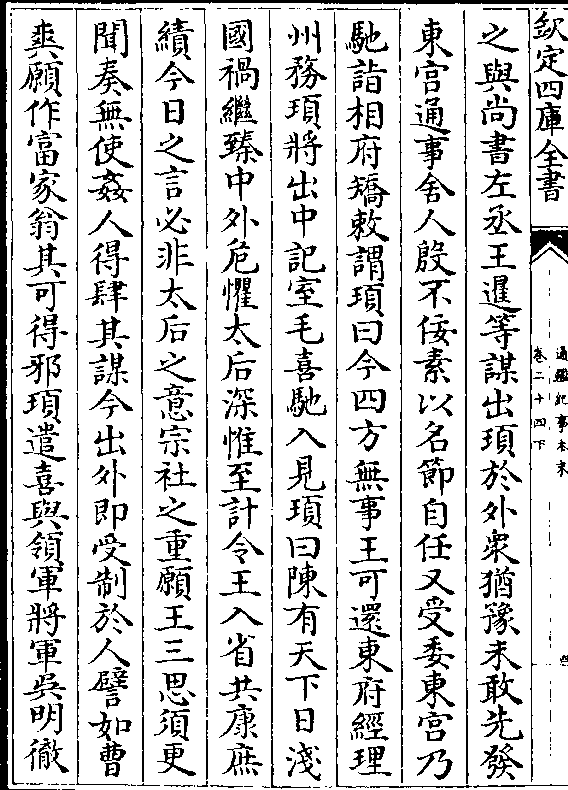 欽定四庫全書
通鑑紀事本末
卷二十四下
之與尚書左丞王暹等謀出頊於外衆猶豫未敢先發
東宫通事舍人殷不佞素以名節自任又受委東宫乃
馳詣相府矯敕謂頊曰今四方無事王可還東府經理
州務頊將出中記室毛喜馳入見頊曰陳有天下日淺
國禍繼臻中外危懼太后深惟至計令王入省共康庶
績今日之言必非太后之意宗社之重願王三思須更
聞奏無使姦人得肆其謀今出外即受制於人譬如曹
爽願作富家翁其可得邪頊遣喜與領軍將軍吳明徹